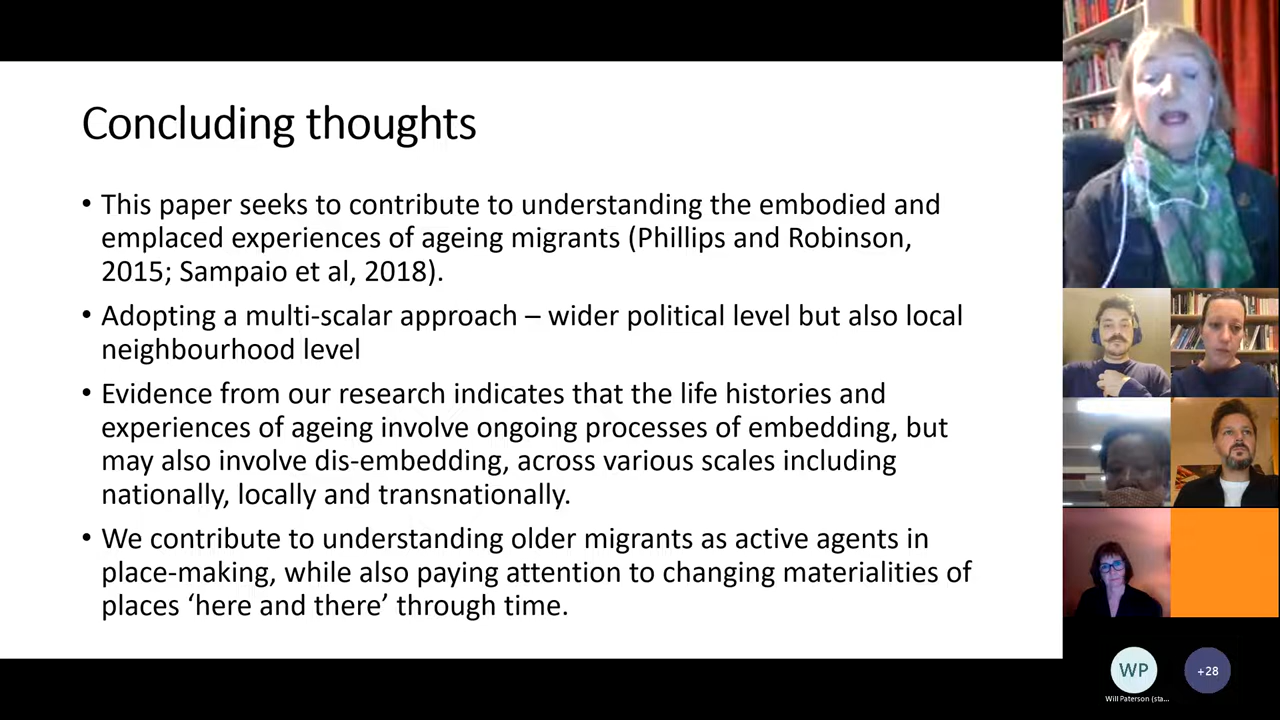 Concluding thoughts
• This paper seeks to contribute to understanding the embodied and
emplaced experiences of ageing migrants (Phillips and Robinson,
2015; Sampaio et al, 2018).
• Adopting a multi-scalar approach – wider political level but also local
neighbourhood level
• Evidence from our research indicates that the life histories and
experiences of ageing involve ongoing processes of embedding, but
may also involve dis-embedding, across various scales including
nationally, locally and transnationally.
• We contribute to understanding older migrants as active agents in
place-making, while also paying attention to changing materialities of
places ‘here and there’ through time.
WP
+28
Will Paterson (sta...